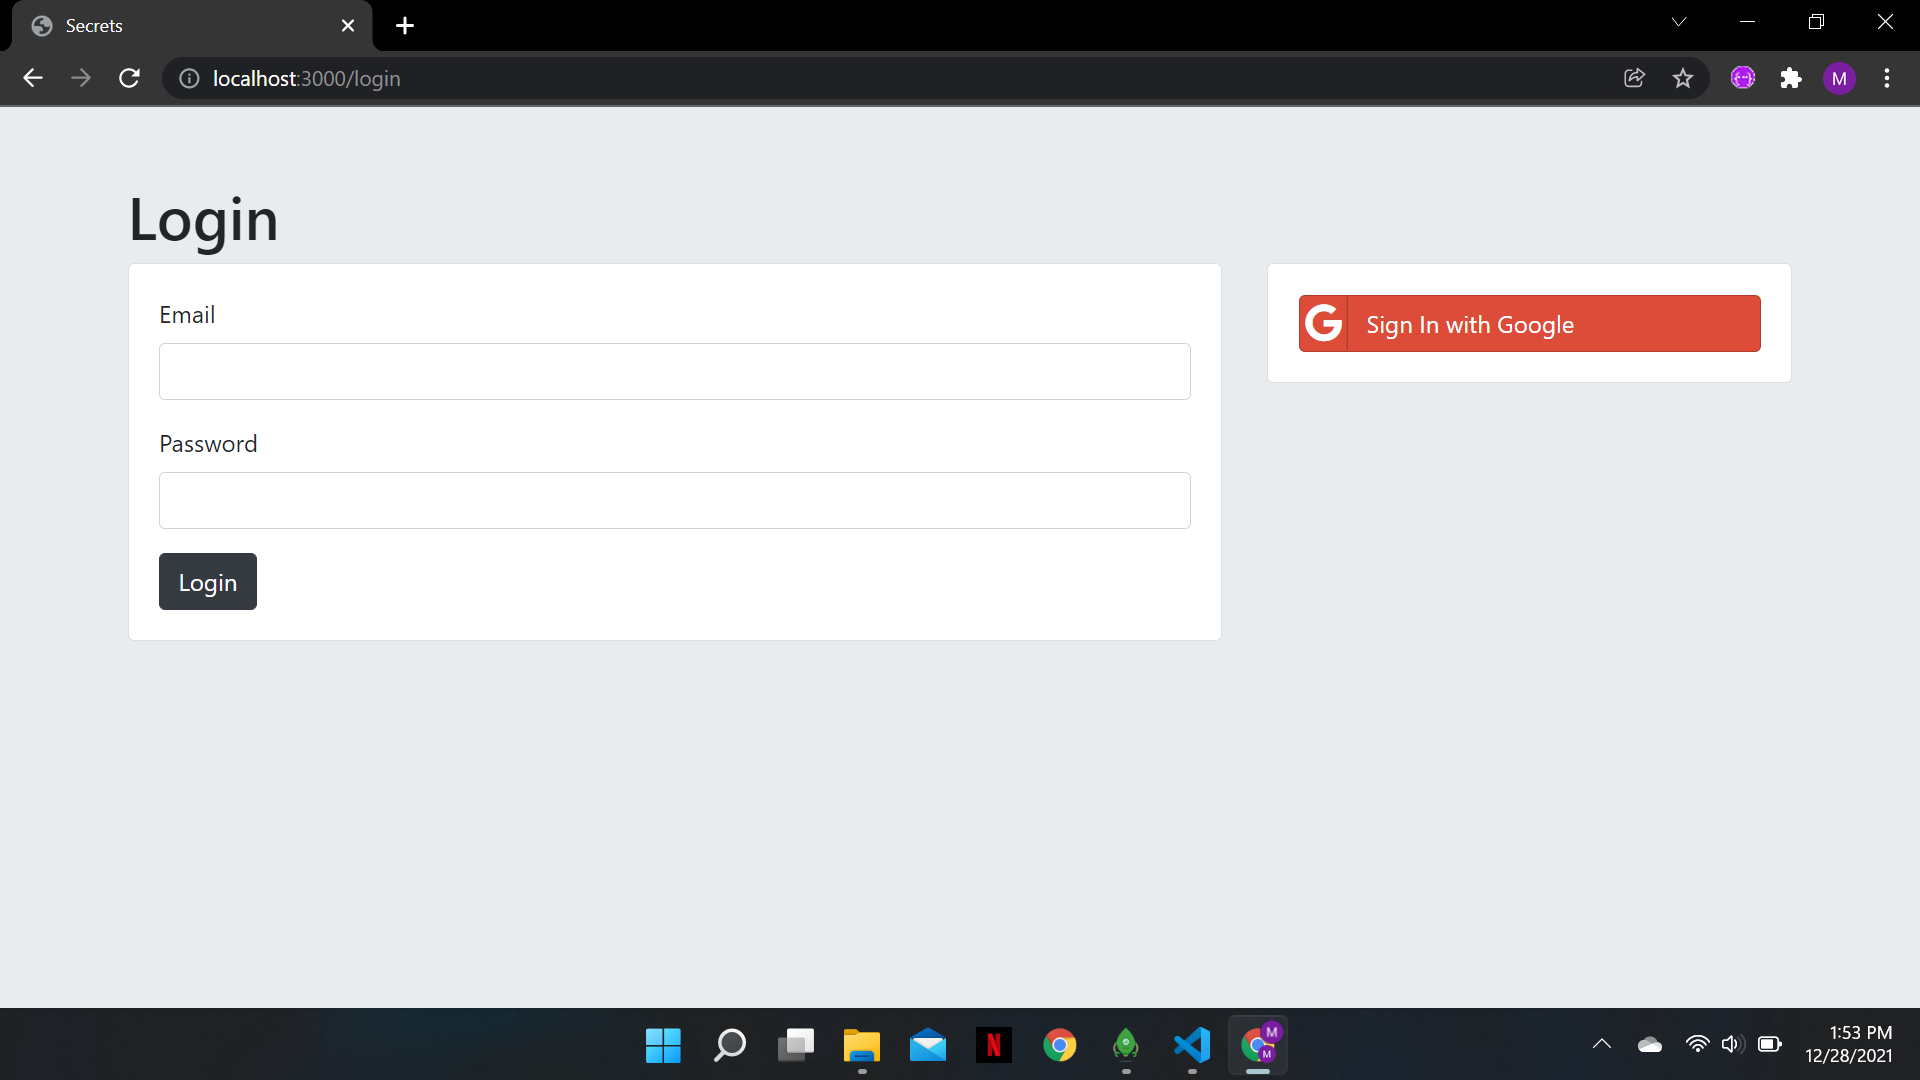 Secrets
localhost:3000/login
M
Login
Email
Password
Login
G Sign In with Google
N
M
M
1:53 PM
12/28/2021